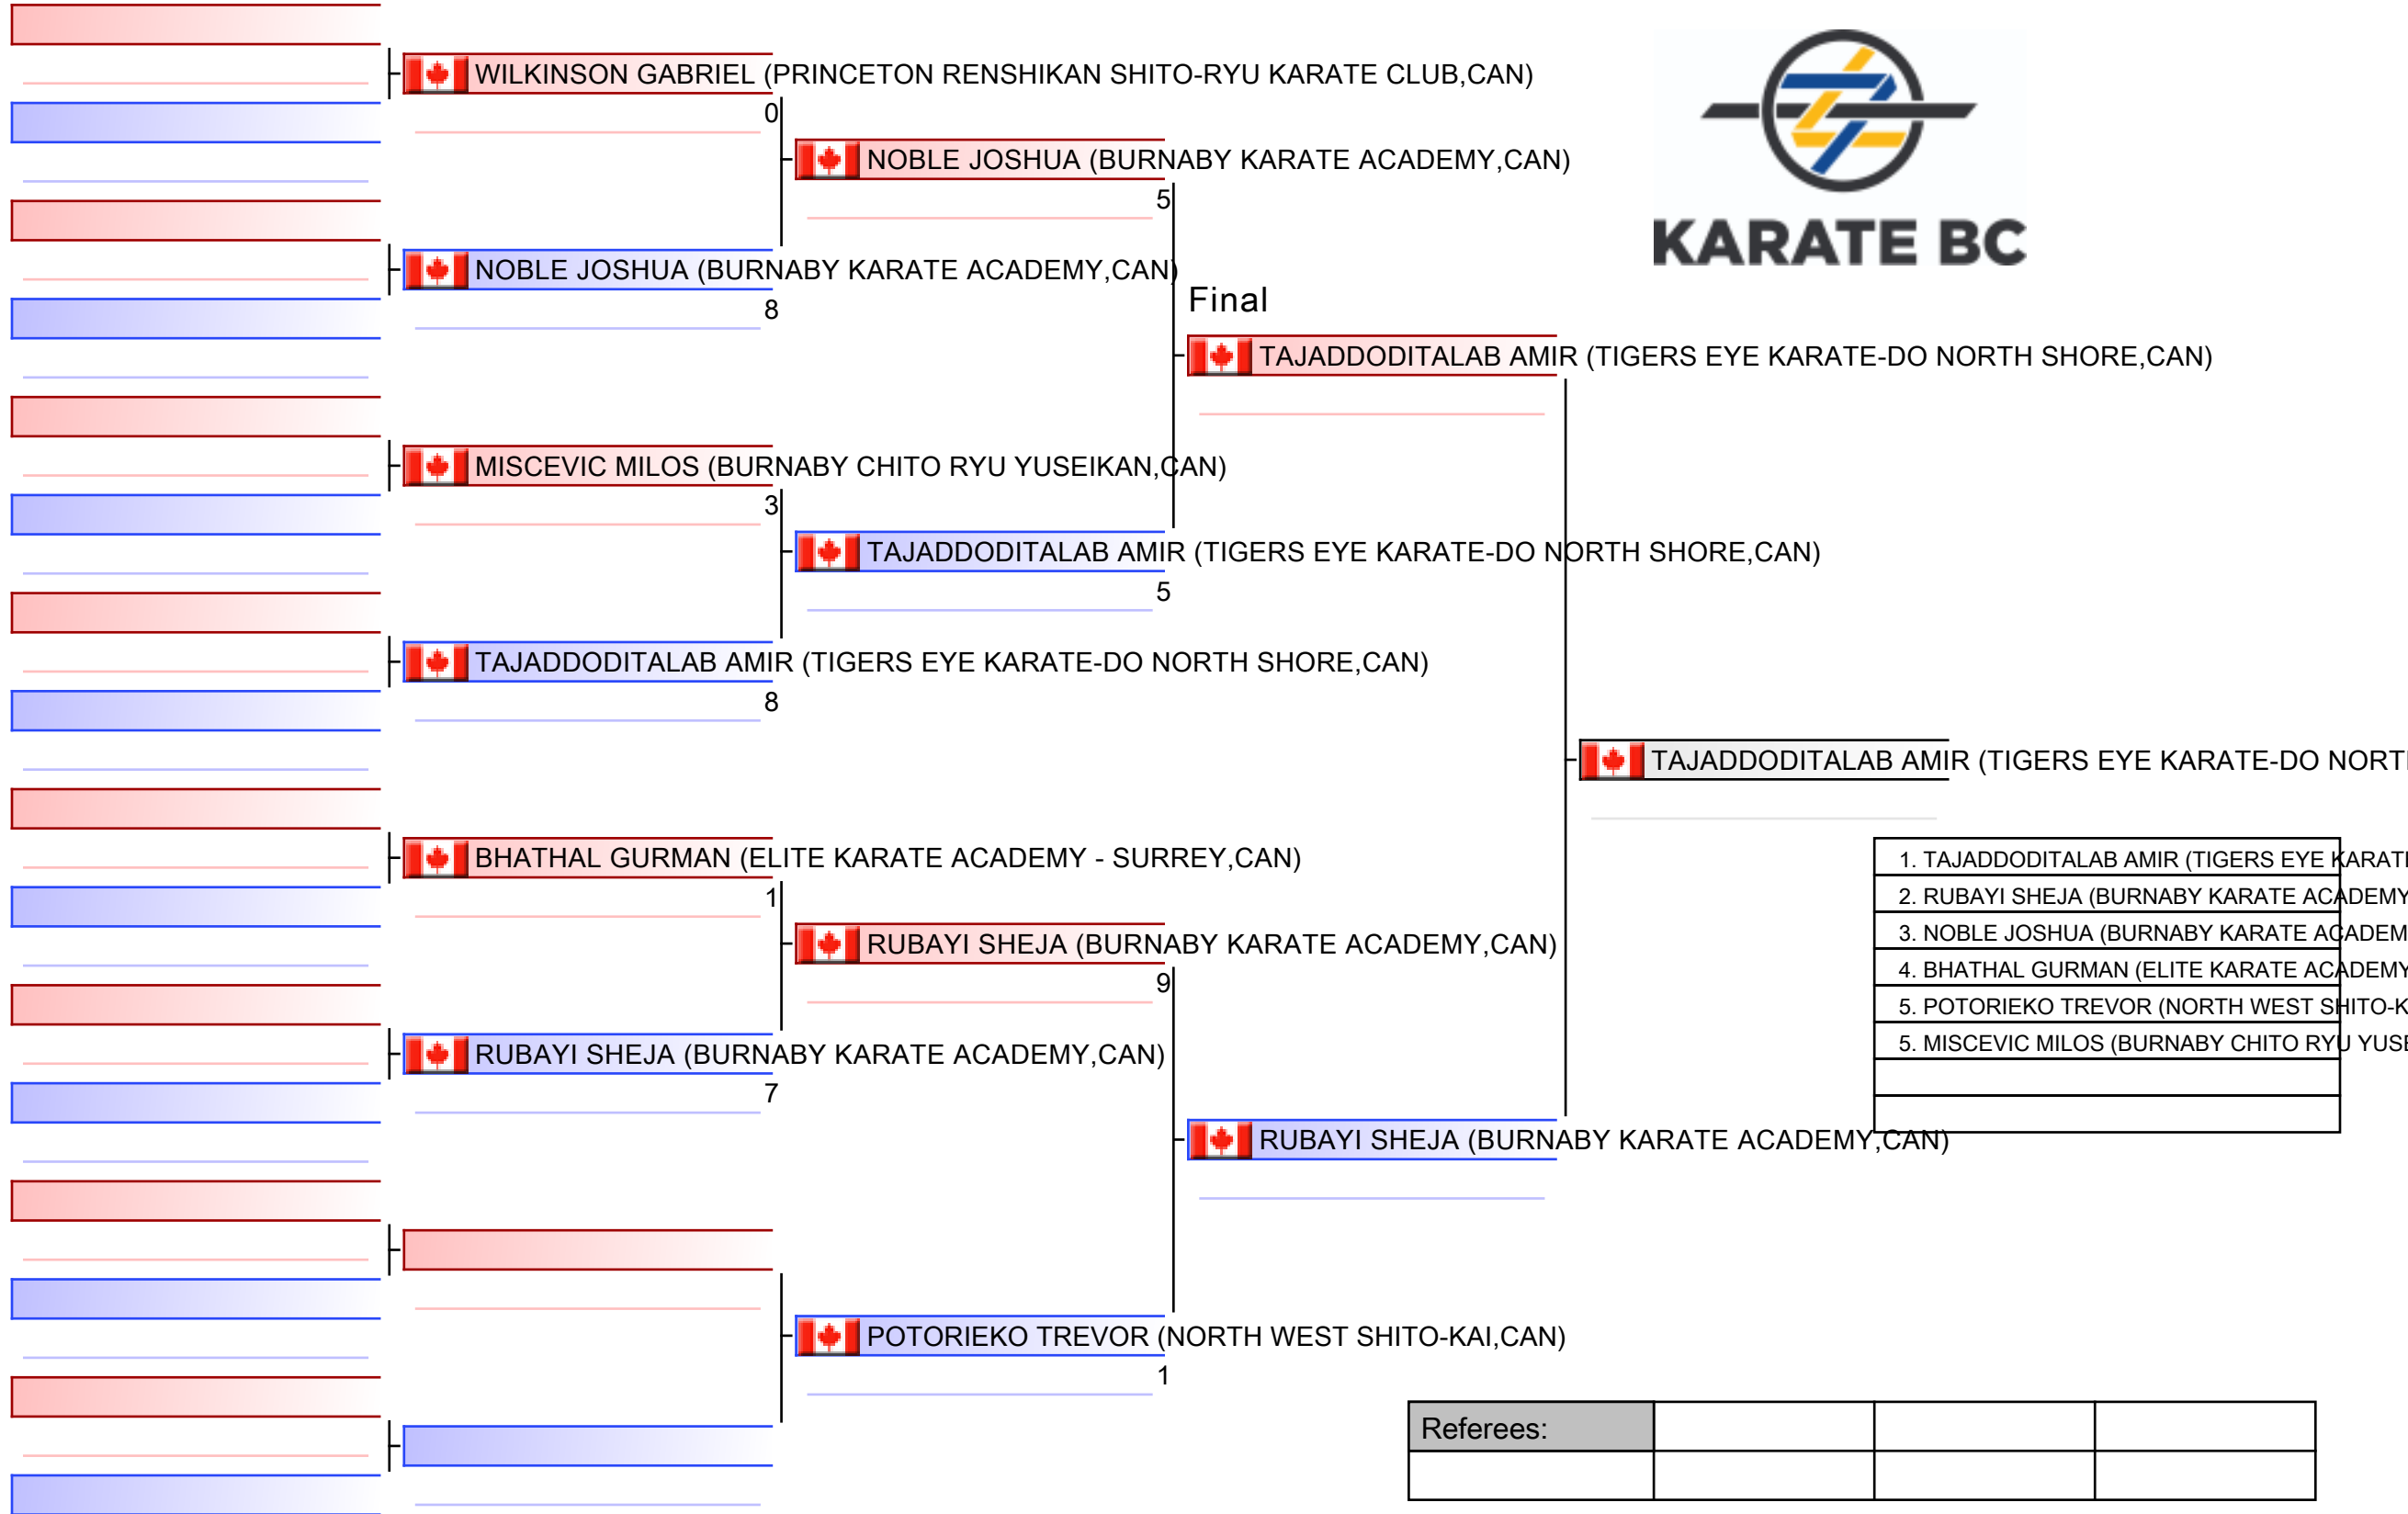 WILKINSON GABRIEL (PRINCETON RENSHIKAN SHITO-RYU KARATE CLUB,CAN)
0
NOBLE JOSHUA (BURNABY KARATE ACADEMY,CAN)
5
KARATE BC
NOBLE JOSHUA (BURNABY KARATE ACADEMY,CAN)
8
Final
TAJADDODITALAB AMIR (TIGERS EYE KARATE-DO NORTH SHORE,CAN)
MISCEVIC MILOS (BURNABY CHITO RYU YUSEIKAN,CAN)
3
TAJADDODITALAB AMIR (TIGERS EYE KARATE-DO NORTH SHORE,CAN)
5
TAJADDODITALAB AMIR (TIGERS EYE KARATE-DO NORTH SHORE,CAN)
8
TAJADDODITALAB AMIR (TIGERS EYE KARATE-DO NORT
BHATHAL GURMAN (ELITE KARATE ACADEMY - SURREY,CAN)
1
1. TAJADDODITALAB AMIR (TIGERS EYE KARAT
2. RUBAYI SHEJA (BURNABY KARATE ACADEMY
3. NOBLE JOSHUA (BURNABY KARATE ACADEM
4. BHATHAL GURMAN (ELITE KARATE ACADEMY
5. POTORIEKO TREVOR (NORTH WEST SHITO-K
5. MISCEVIC MILOS (BURNABY CHITO RYU YUSE
RUBAYI SHEJA (BURNABY KARATE ACADEMY,CAN)
9
RUBAYI SHEJA (BURNABY KARATE ACADEMY,CAN)
7
RUBAYI SHEJA (BURNABY KARATE ACADEMY,CAN)
POTORIEKO TREVOR (NORTH WEST SHITO-KAI,CAN)
1
Referees: